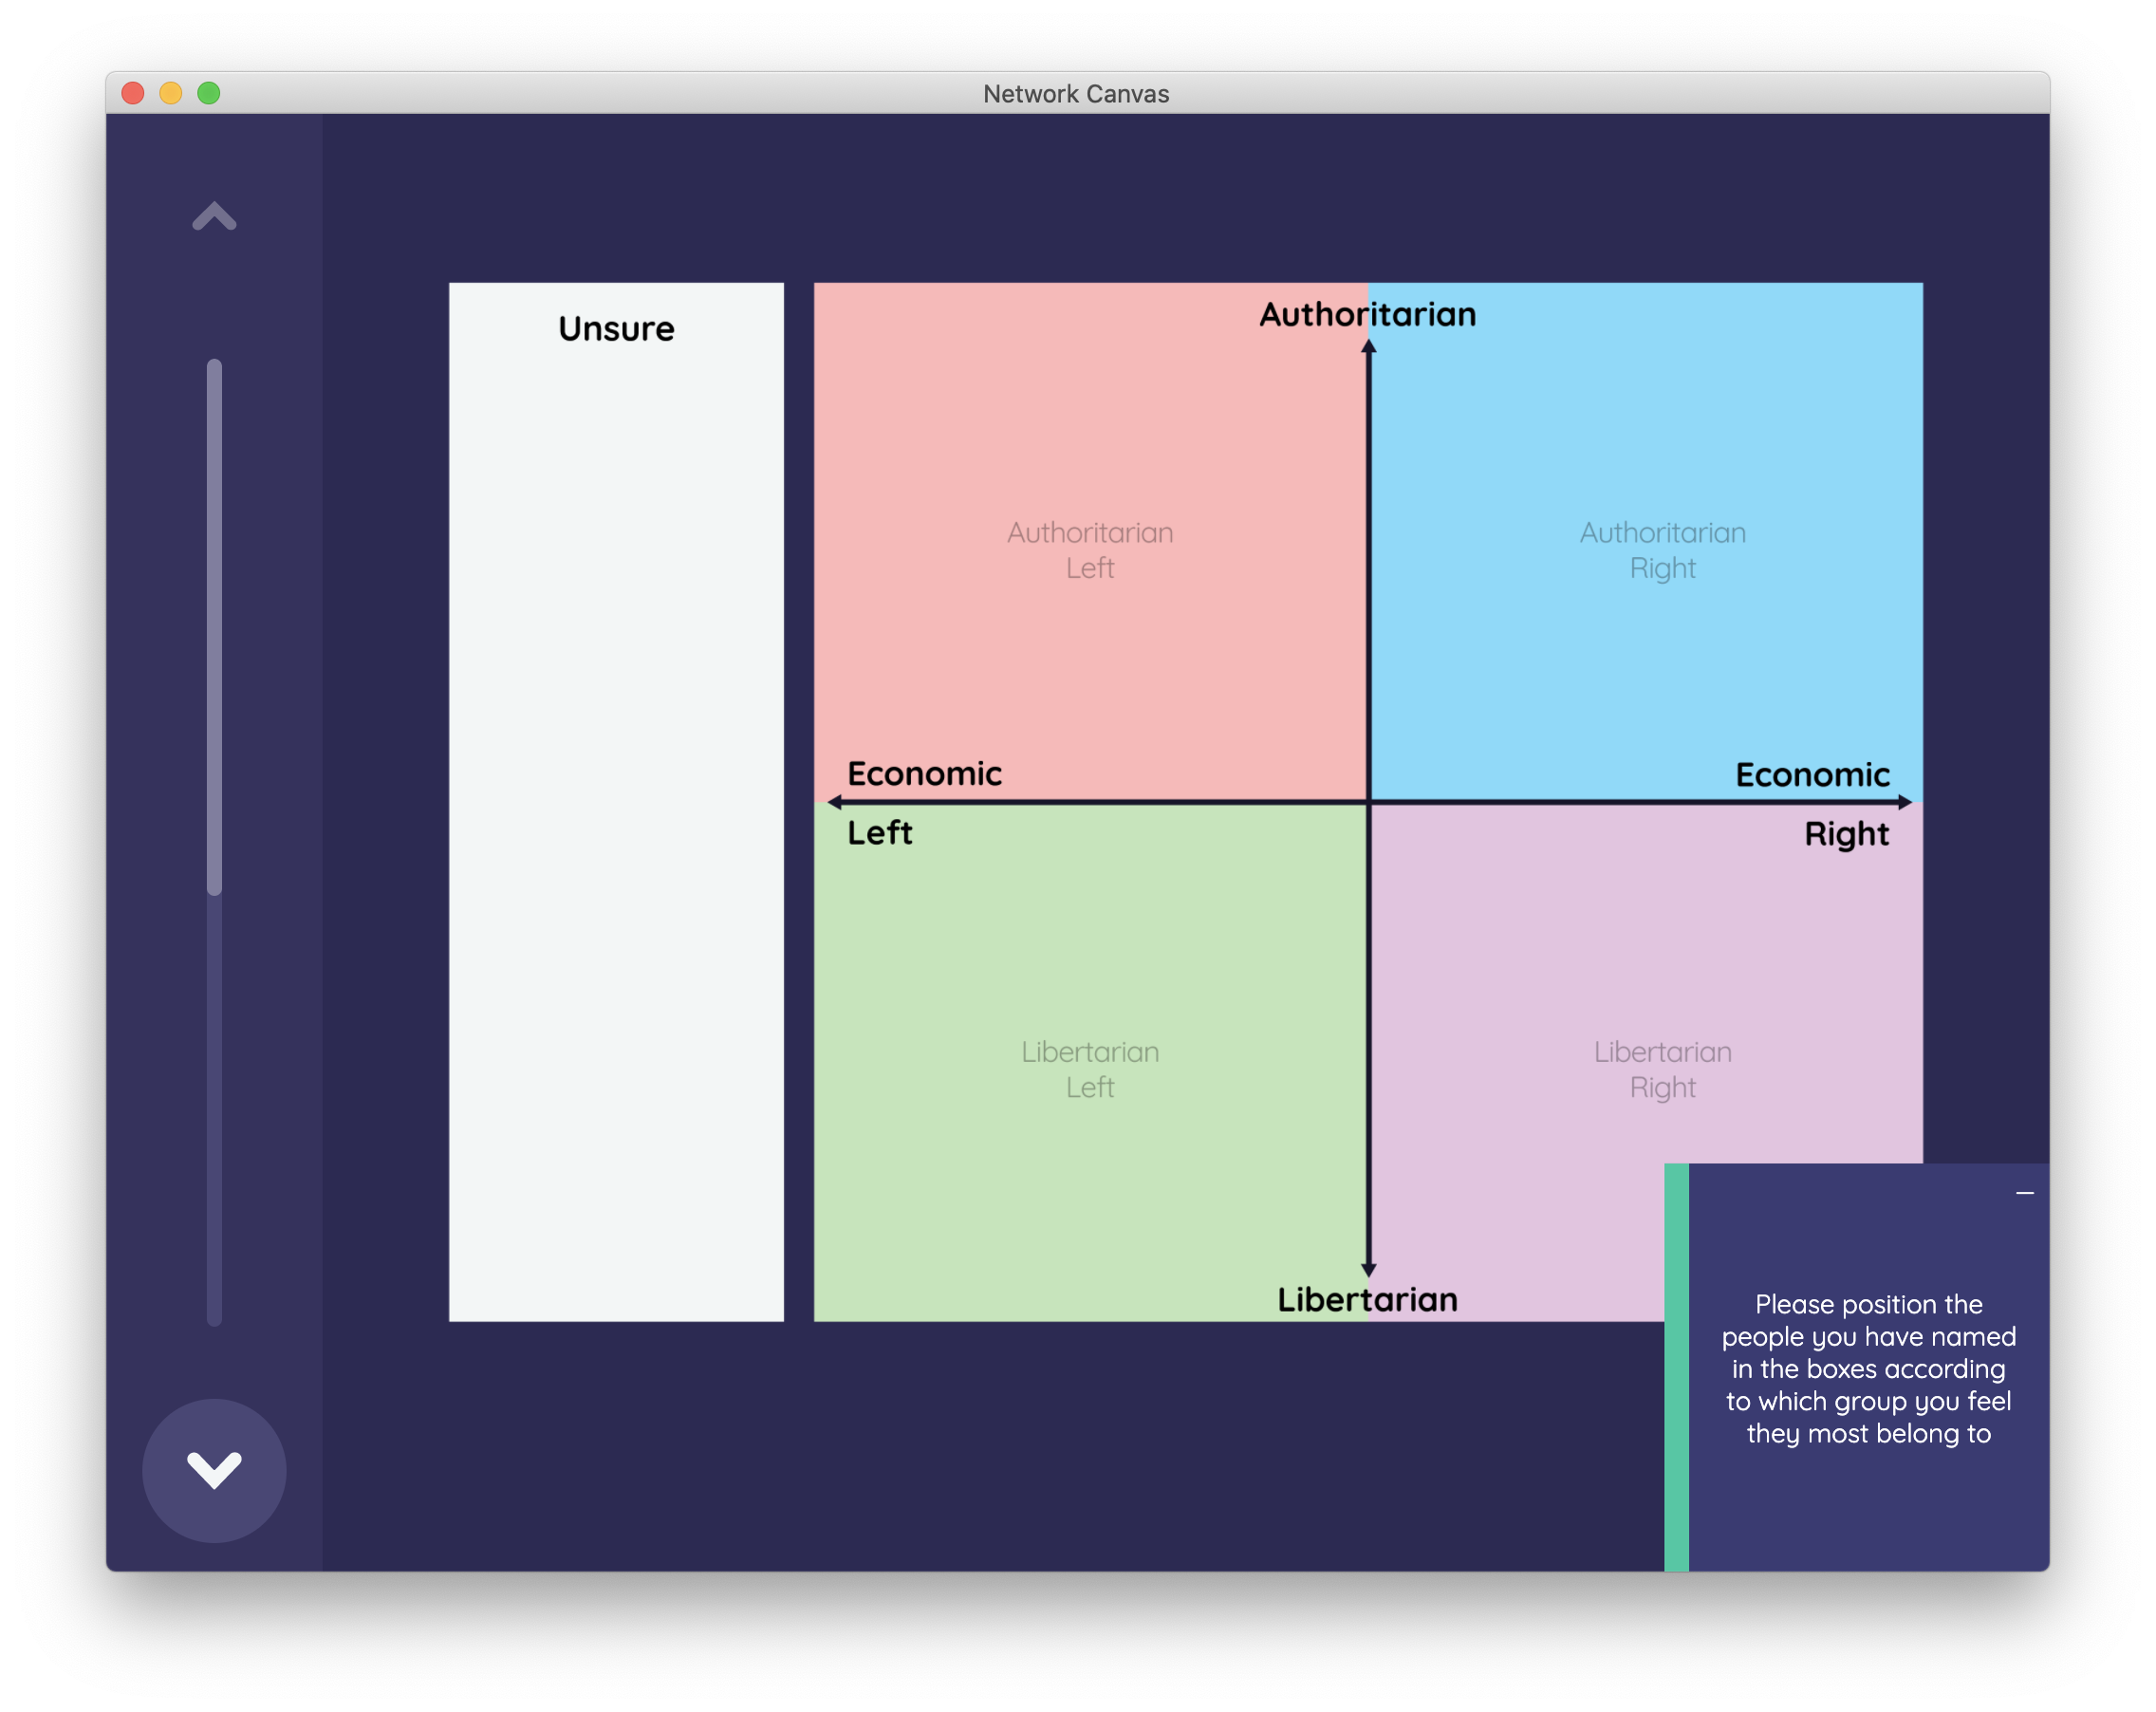 Network Canvas
Unsure
Authoritarian
Authoritarian
Left
Authoritarian
Right
Economic
Left
Economic
Right
Libertarian
Left
Libertarian
Right
Libertarian
Please position the
people you have named
in the boxes according
to which group you feel
they most belong to